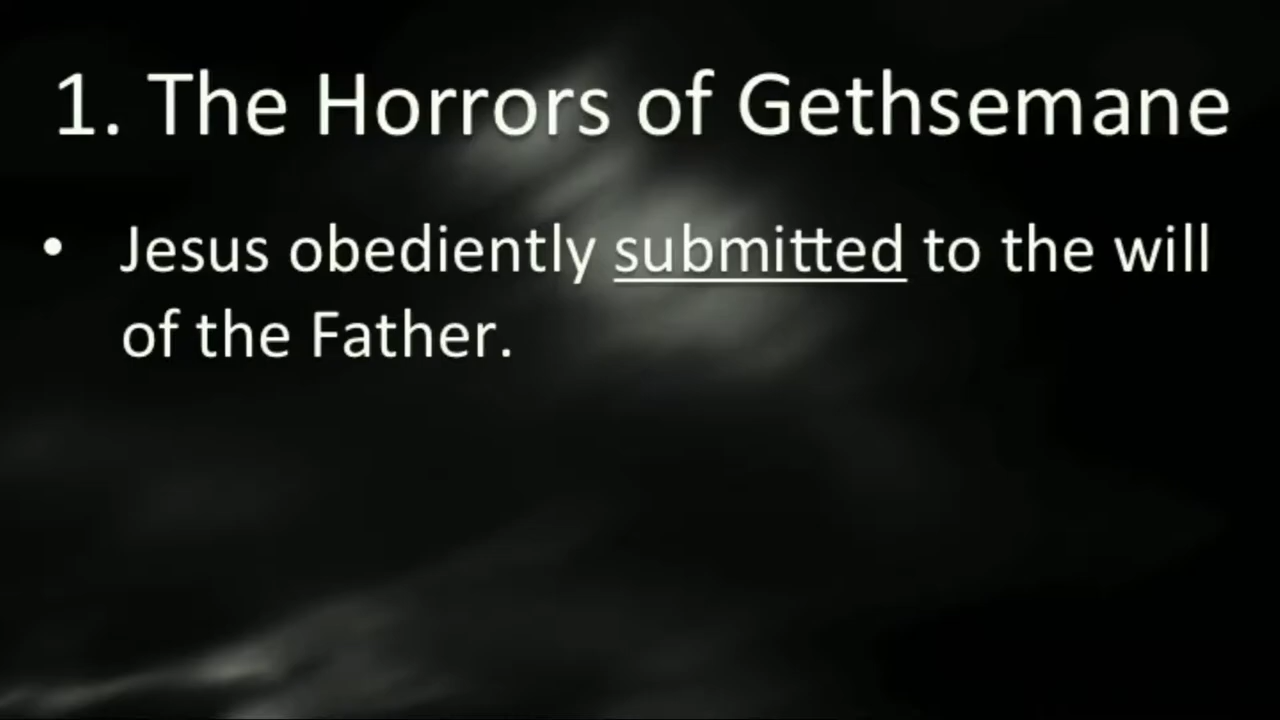 1. The Horrors of Gethsemane
• Jesus obediently submitted to the will
of the Father.